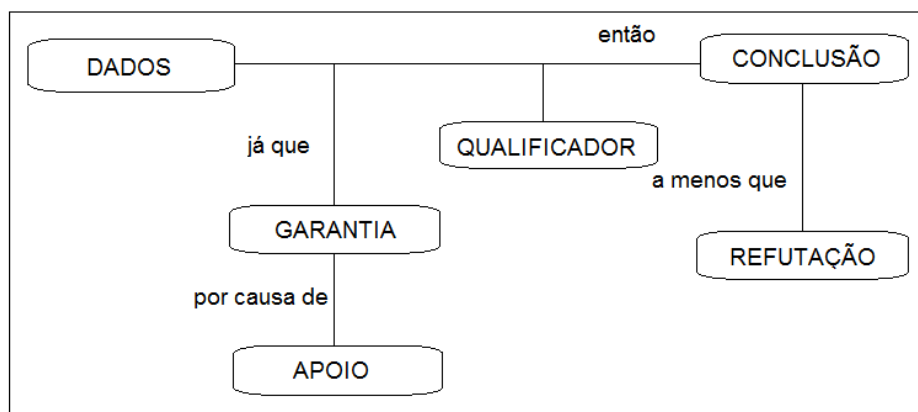 então
DADOS
CONCLUSÃO
já que
QUALIFICADOR
a menos que
GARANTIA
REFUTAÇÃO
por causa de
APOIO